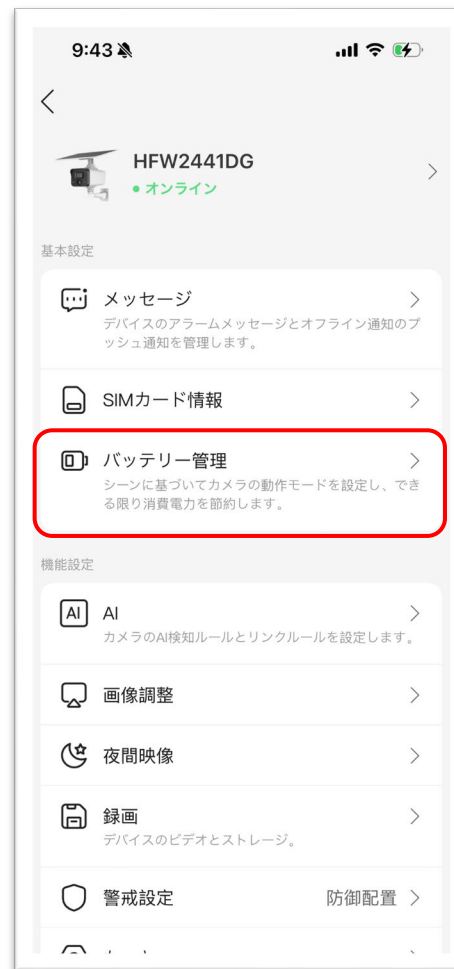 9:43
HFW2441DG
オンライン
基本設定
メッセージ
デバイスのアラームメッセージとオフライン通知のプ
ッシュ通知を管理します。
SIMカード情報
バッテリー管理
シーンに基づいてカメラの動作モードを設定し、でき
る限り消費電力を節約します。
機能設定
AI AI
カメラのAI検知ルールとリンクルールを設定します。
画像調整
夜間映像
録画
デバイスのビデオとストレージ。
警戒設定 防御配置